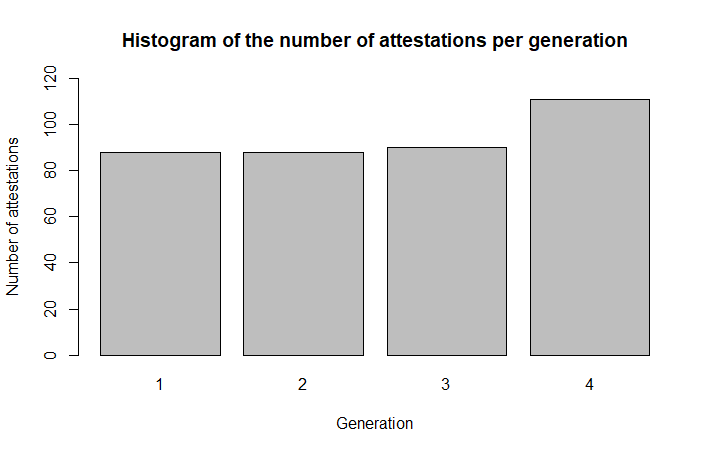 Histogram of the number of attestations per generation
Number of attestations
120
100
80
60
40
20
0
1 2 3 4
Generation